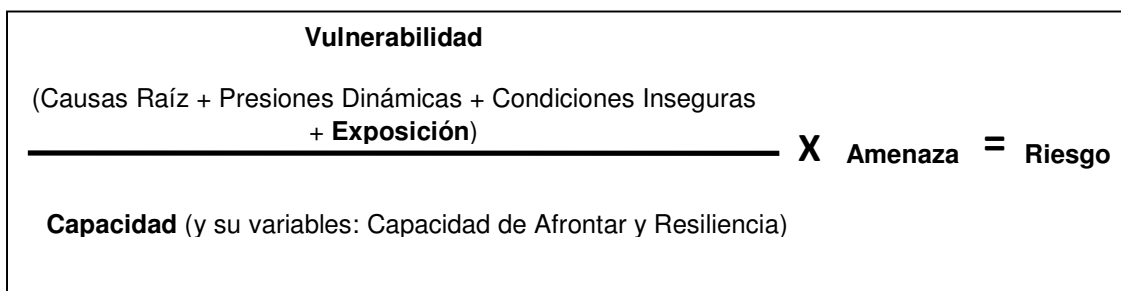 Vulnerabilidad
(Causas Raíz + Presiones Dinámicas + Condiciones Inseguras
+ Exposición)
X Amenaza = Riesgo
Capacidad (y su variables: Capacidad de Afrontar y Resiliencia)